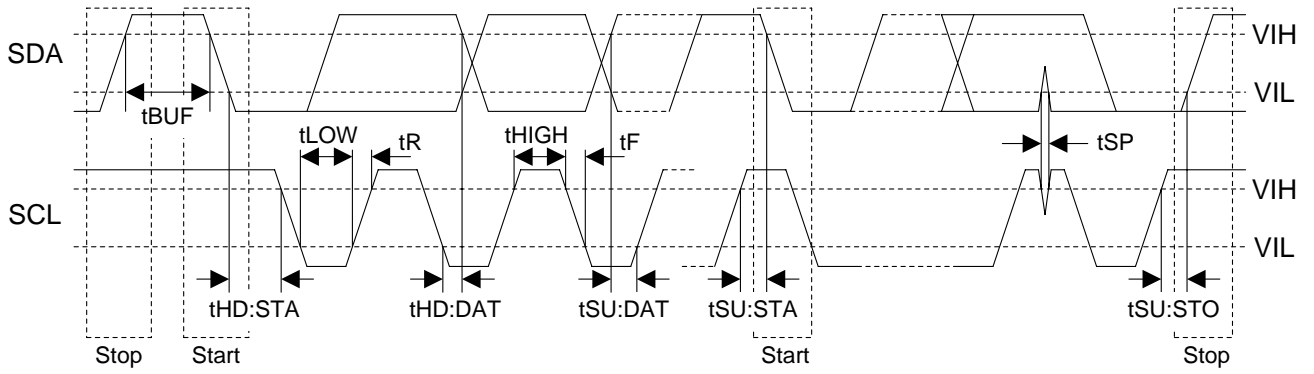 SDA
VIH
VIL
tBUF
tLOW
tR
tHIGH
tF
tSP
SCL
VIH
VIL
tHD:STA
tHD:DAT
tSU:DAT
tSU:STA
tSU:STO
Stop
Start
Start
Stop